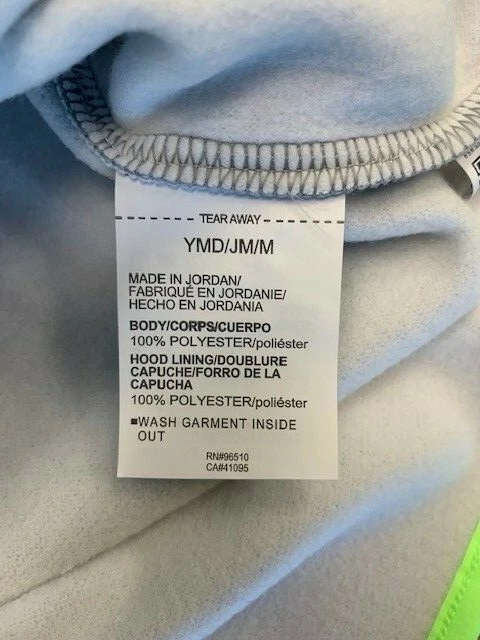 TEAR AWAY
YMD/JM/M
MADE IN JORDAN/
FABRIQUÉ EN JORDANIE/
HECHO EN JORDANIA
BODY/CORPS/CUERPO
100% POLYESTER/poliéster
HOOD LINING/DOUBLURE
CAPUCHE/FORRO DE LA
CAPUCHA
100% POLYESTER/poliéster
■WASH GARMENT INSIDE
OUT
RN#96510
CA#41095